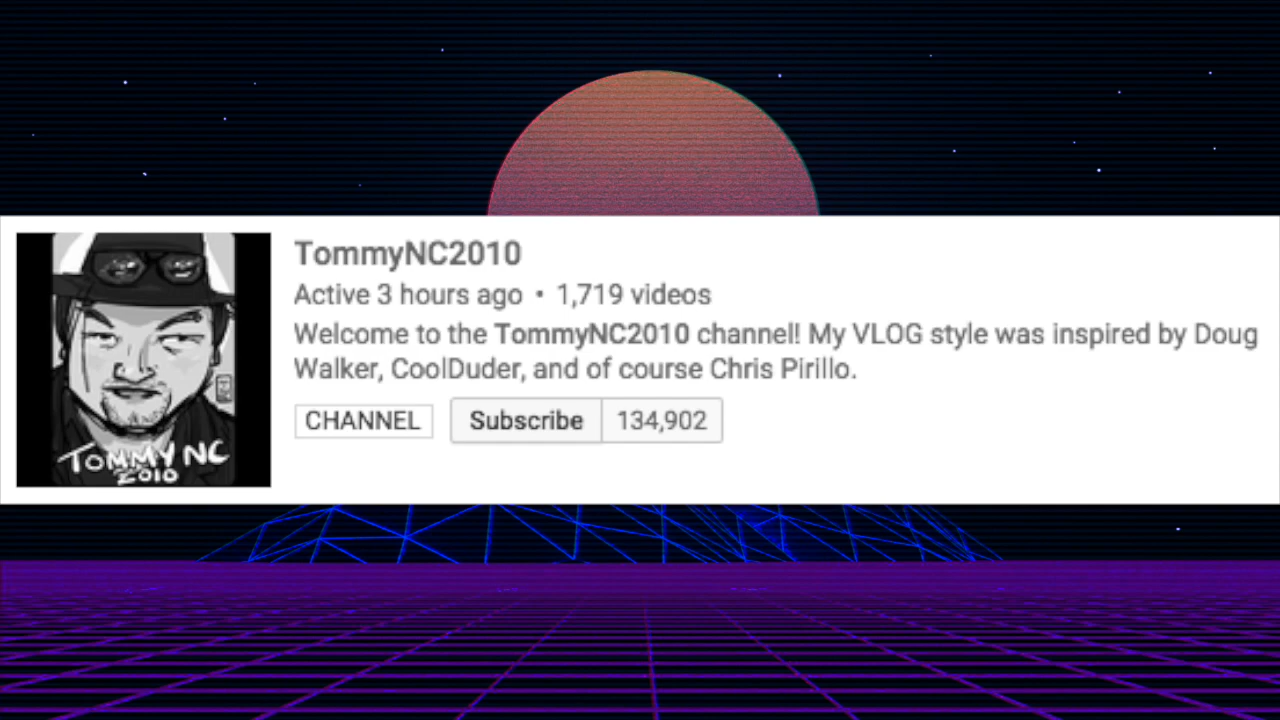 TommyNC2010
Active 3 hours ago • 1,719 videos
Welcome to the TommyNC2010 channel! My VLOG style was inspired by Doug
Walker, CoolDuder, and of course Chris Pirillo.
CHANNEL Subscribe 134,902
TOMMY NC
2010